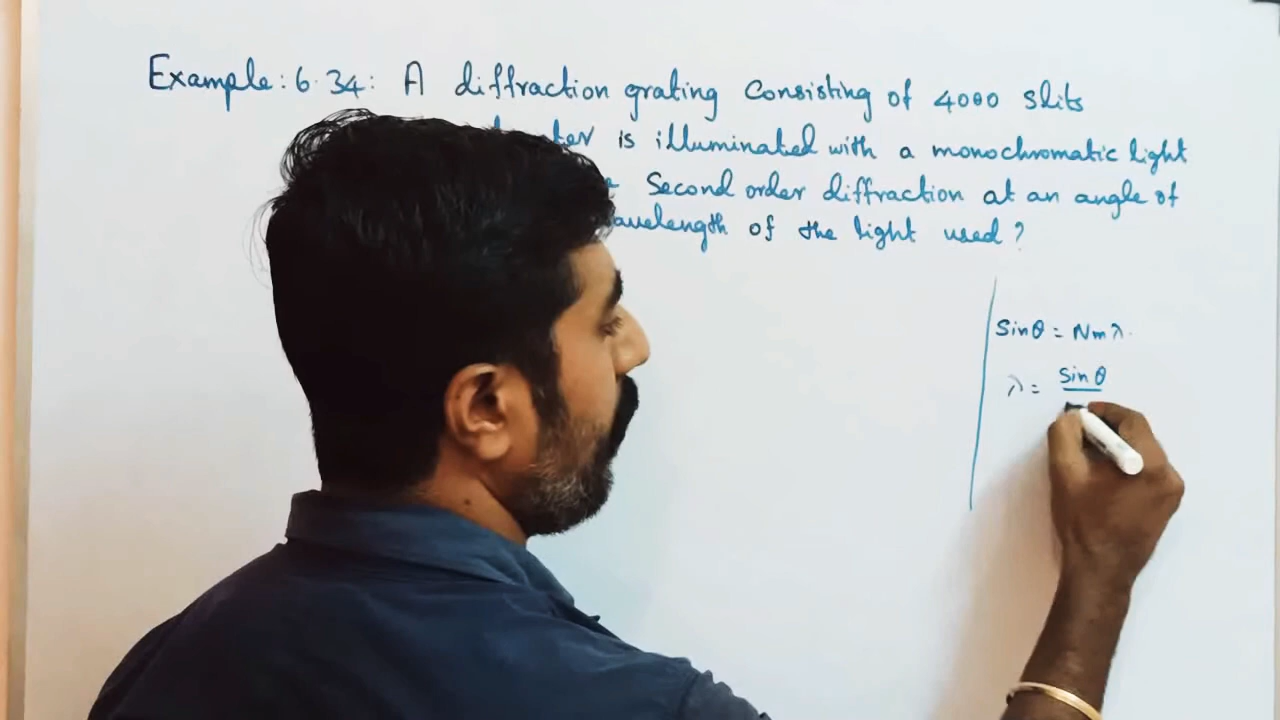 Example: 6.34: A diffraction grating consisting of 4000 slits
is illuminated with a monochromatic light
Second order diffraction at an angle of
of the light used?
Sinθ = Nmλ.
λ = Sinθ